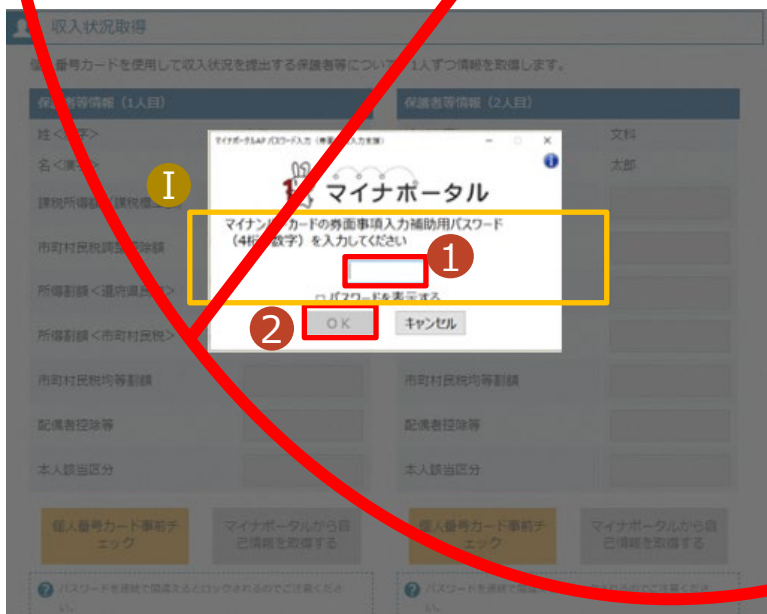 収入状況取得
個人番号カードを使用して収入状況を提出する保護者等について、1人ずつ情報を取得します。
保護者等情報（1人目）
保護者等情報（2人目）
姓<漢字>
文科
名<漢字>
太郎
マイナポータル
マイナンバーカードの券面事項入力補助用パスワード
（4桁の数字）を入力してください
パスワードを表示する
OK
キャンセル
I
1
2
市町村民税調整控除額
所得割額<道府県民税>
所得割額<市町村民税>
市町村民税均等割額
市町村民税均等割額
配偶者控除等
配偶者控除等
本人該当区分
本人該当区分
個人番号カード事前チェック
マイナポータルから自己情報を取得する
個人番号カード事前チェック
マイナポータルから自己情報を取得する
パスワードを連続で間違えるとロックされるのでご注意ください。